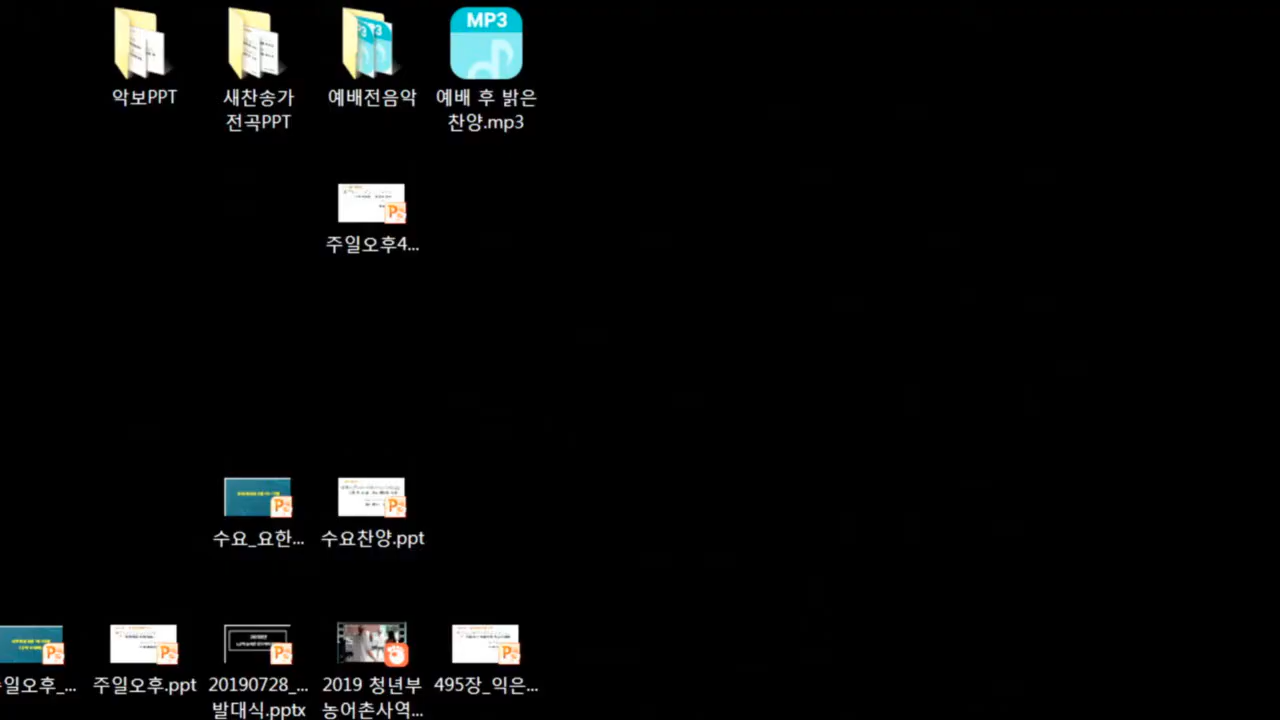 악보PPT
새찬송가
전곡PPT
예배전음악
MP3
예배 후 밝은
찬양.mp3
주일오후4...
수요_요한...
수요찬양.ppt
일오후_...
주일오후.ppt
20190728_...
발대식.pptx
2019 청년부
농어촌사역...
495장_익은...